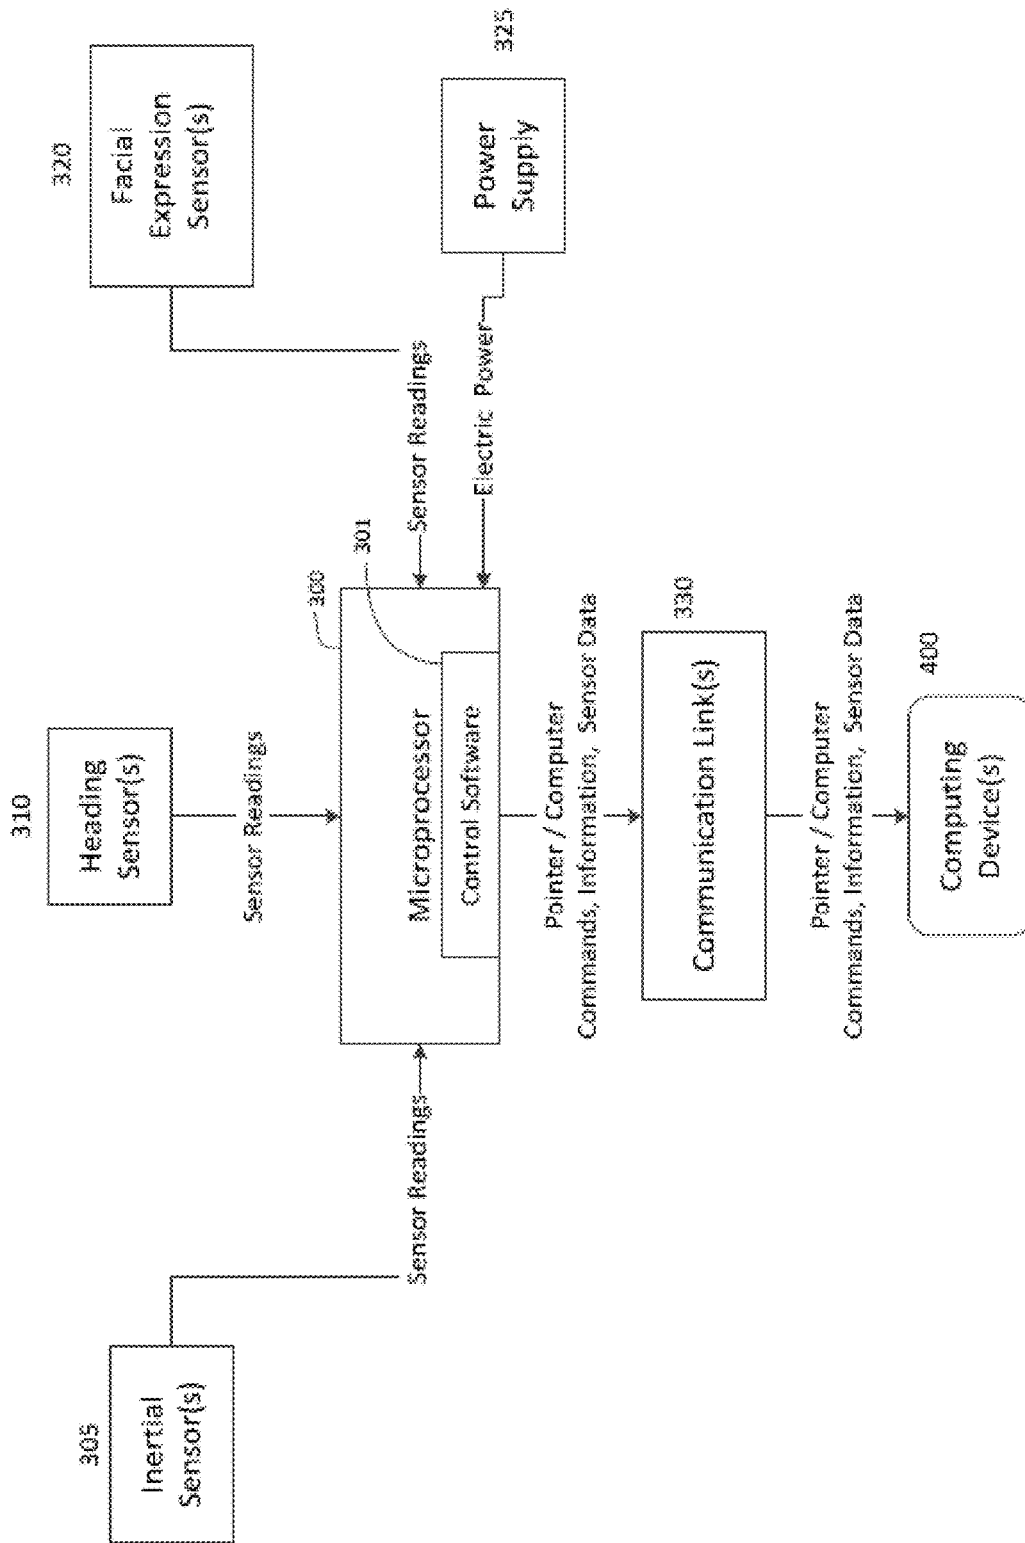 305
Inertial
Sensor(s)
310
Heading
Sensor(s)
320
Facial
Expression
Sensor(s)
Sensor Readings
Sensor Readings
Sensor Readings
300
Microprocessor
301
Control Software
325
Power
Supply
Electric Power
Pointer / Computer
Commands, Information, Sensor Data
330
Communication Link(s)
Pointer / Computer
Commands, Information, Sensor Data
400
Computing
Device(s)